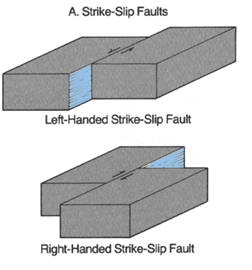 A. Strike-Slip Faults
Left-Handed Strike-Slip Fault
Right-Handed Strike-Slip Fault